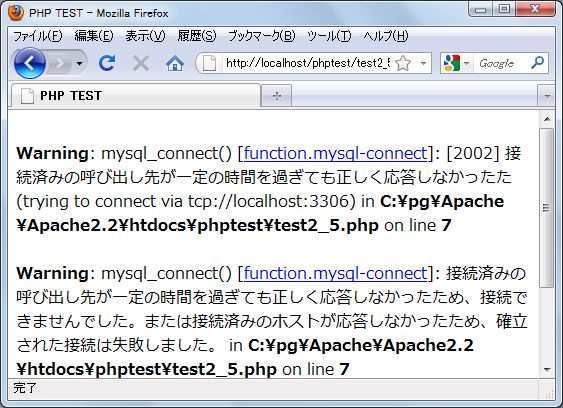 PHP TEST - Mozilla Firefox
ファイル(F) 編集(E) 表示(V) 履歴(S) ブックマーク(B) ツール(T) ヘルプ(H)
http://localhost/phptest/test2_5 Google
PHP TEST
Warning: mysql_connect() [function.mysql-connect]: [2002] 接
続済みの呼び出し先が一定の時間を過ぎても正しく応答しなかったた
(trying to connect via tcp://localhost:3306) in C:¥pg¥Apache
¥Apache2.2¥htdocs¥phptest¥test2_5.php on line 7
Warning: mysql_connect() [function.mysql-connect]: 接続済みの
呼び出し先が一定の時間を過ぎても正しく応答しなかったため、接続で
きませんでした。または接続済みのホストが応答しなかったため、確立
された接続は失敗しました。 in C:¥pg¥Apache¥Apache2.2
¥htdocs¥phptest¥test2_5.php on line 7
完了